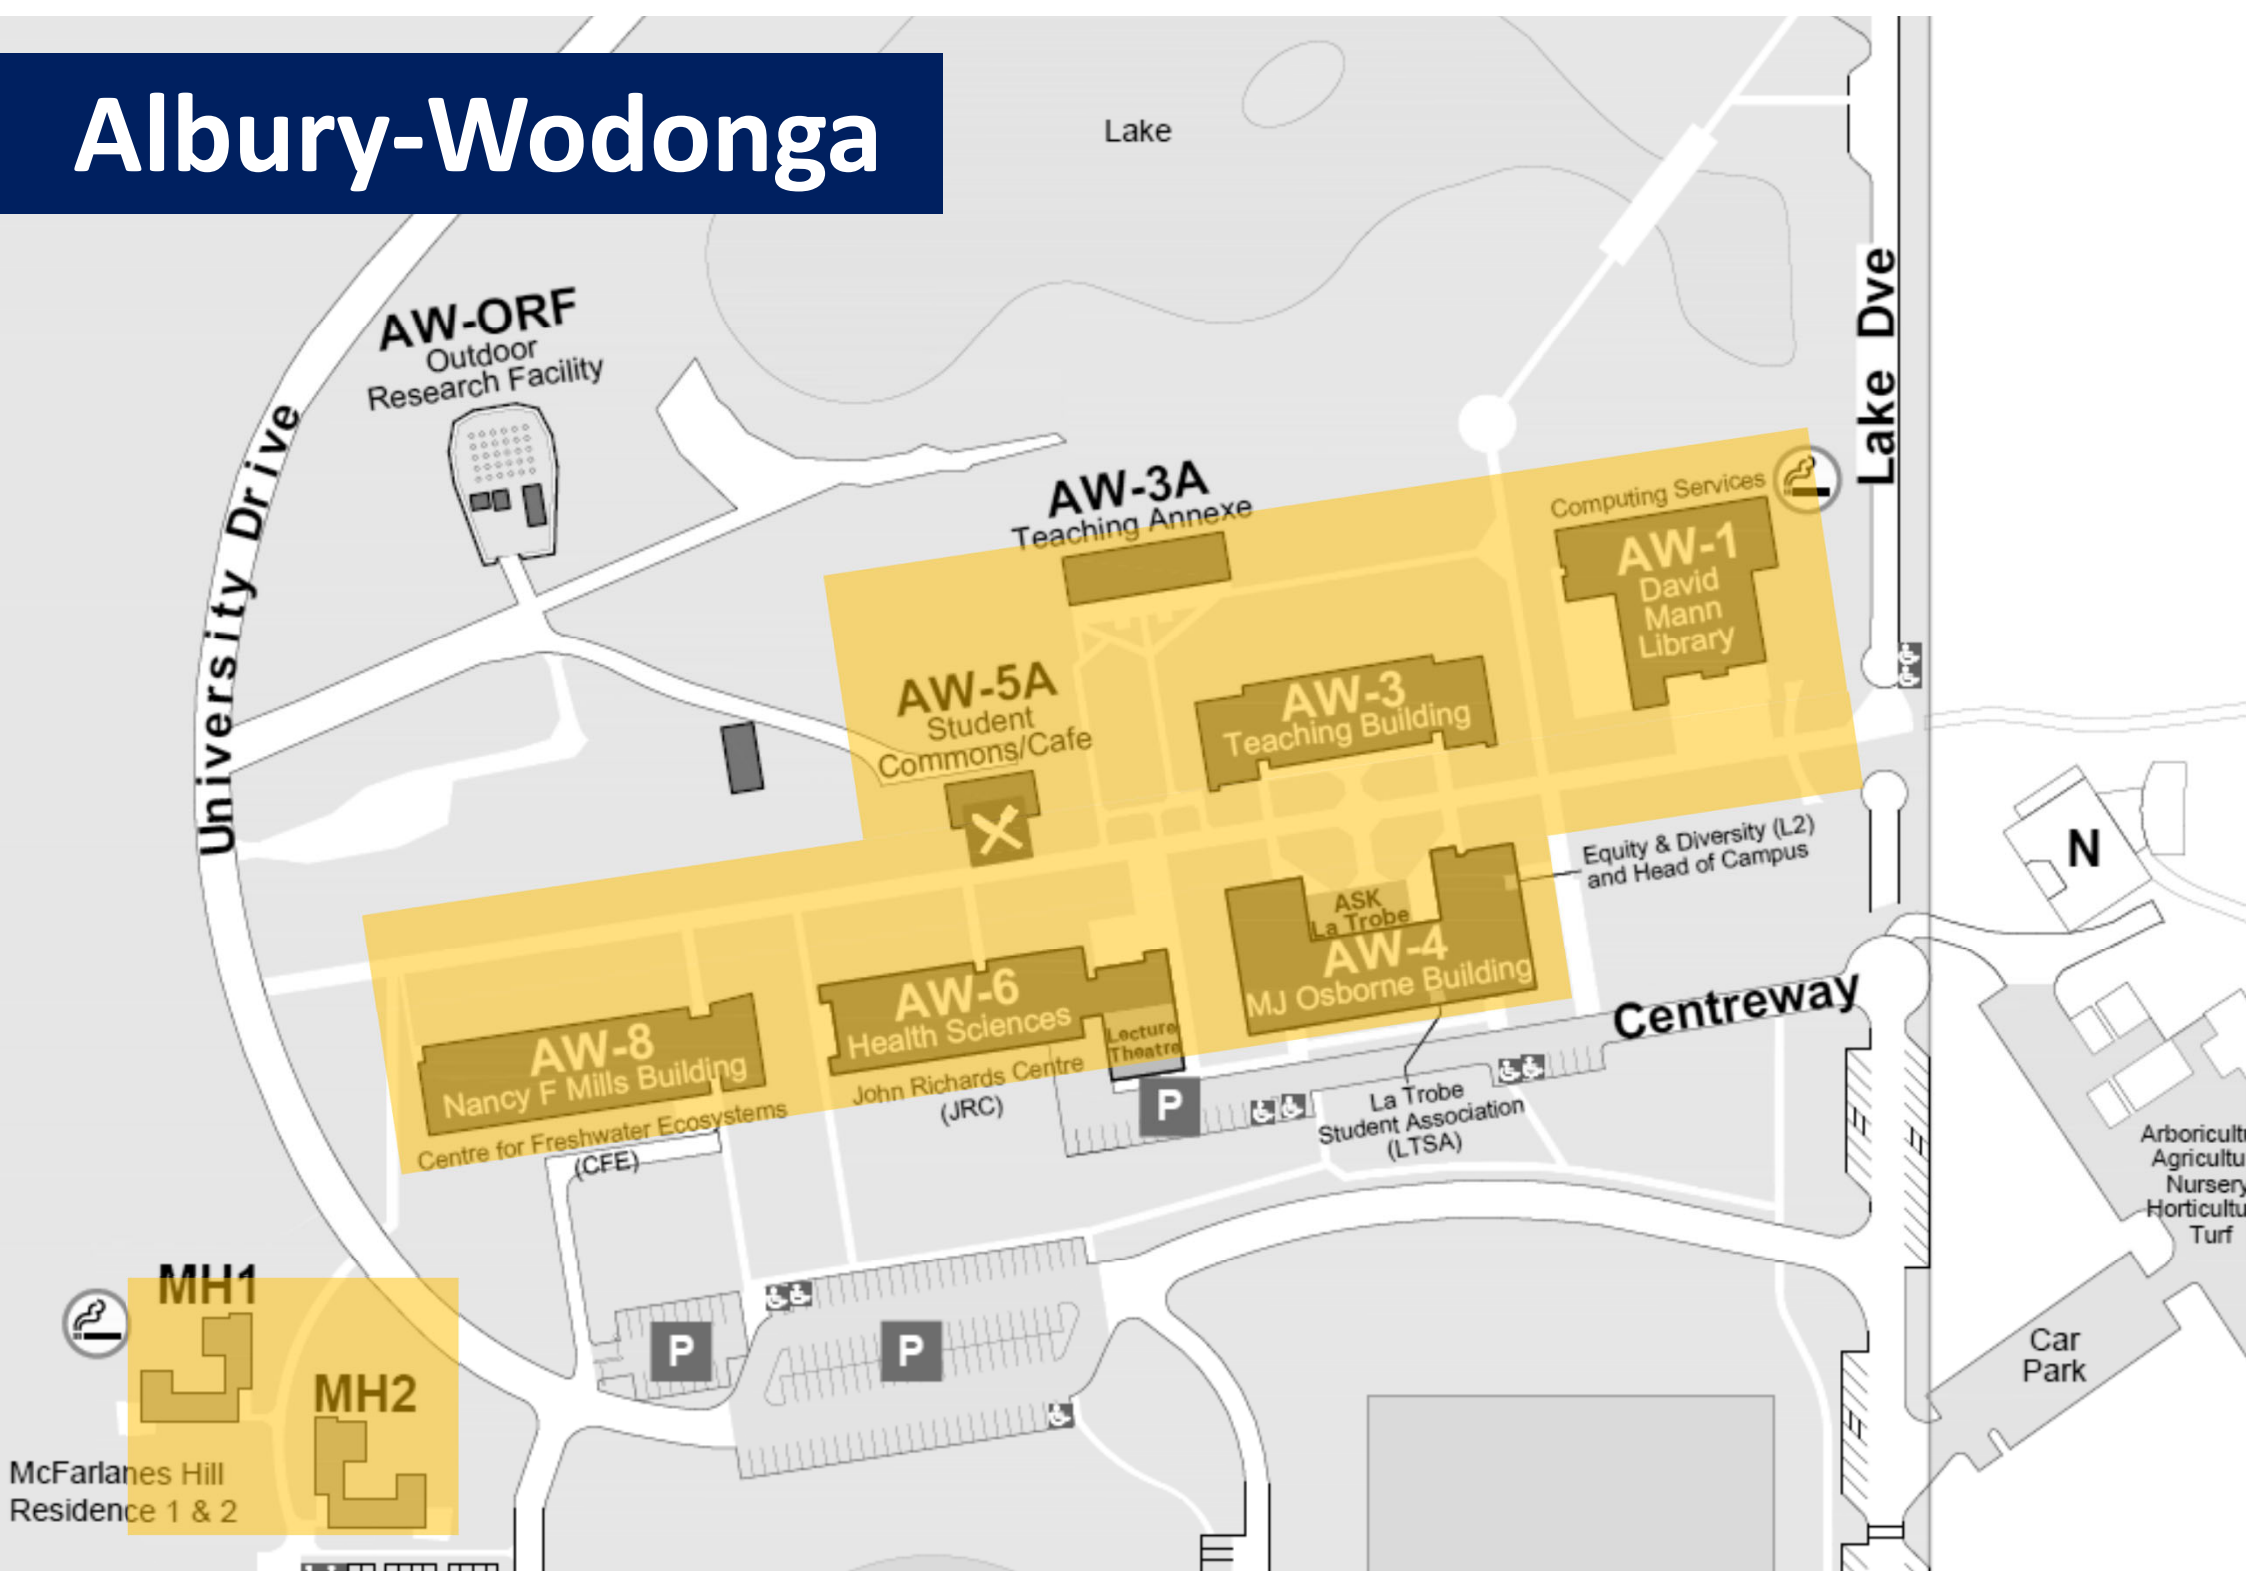 Albury-Wodonga
Lake
Lake Dve
AW-ORF
Outdoor
Research Facility
University Drive
AW-3A
Teaching Annexe
Computing Services
AW-1
David
Mann
Library
AW-5A
Student
Commons/Cafe
AW-3
Teaching Building
Equity & Diversity (L2)
and Head of Campus
N
ASK
La Trobe
AW-4
MJ Osborne Building
Centreway
AW-6
Health Sciences
Lecture
Theatre
AW-8
Nancy F Mills Building
John Richards Centre
(JRC)
Centre for Freshwater Ecosystems
(CFE)
P
La Trobe
Student Association
(LTSA)
Turf
MH1
MH2
P
P
Car
Park
McFarlanes Hill
Residence 1 & 2